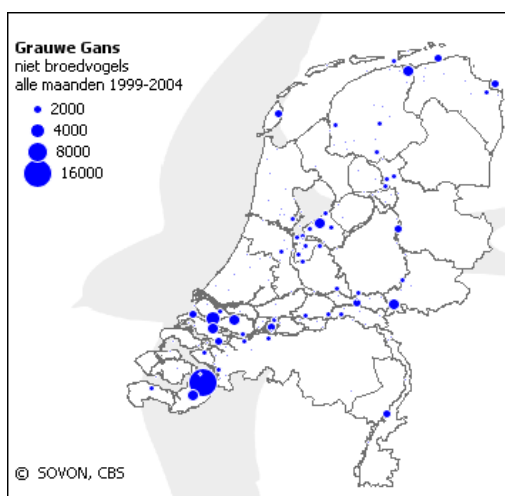 Grauwe Gans
niet broedvogels
alle maanden 1999-2004
2000
4000
8000
16000
© SOVON, CBS